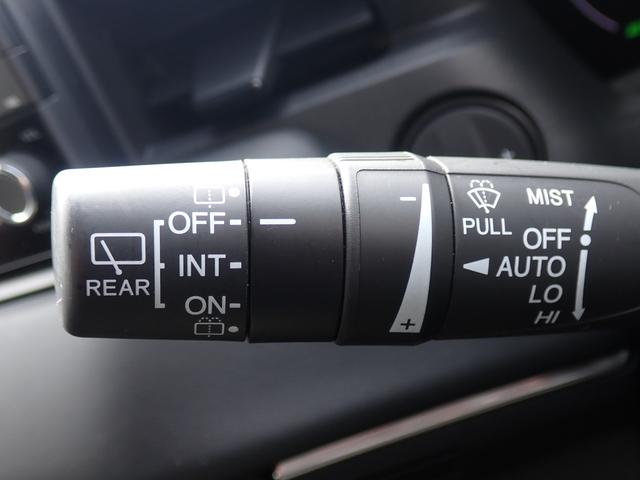 OFF
INT
ON
REAR
−
+
PULL
MIST
OFF
AUTO
LO
HI